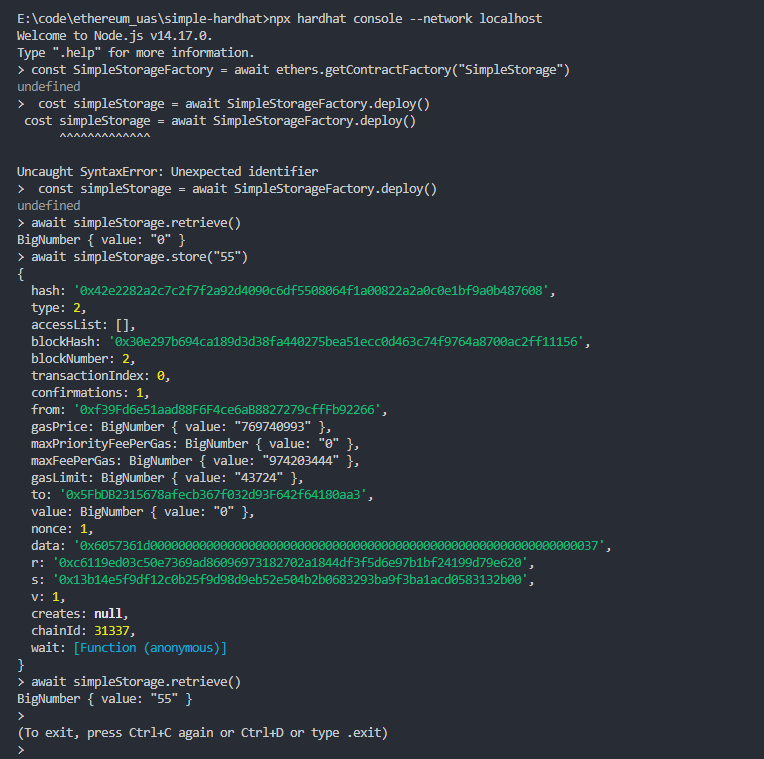 E:\code\ethereum_uas\simple-hardhat>npx hardhat console --network localhost
Welcome to Node.js v14.17.0.
Type ".help" for more information.
> const SimpleStorageFactory = await ethers.getContractFactory("SimpleStorage")
undefined
>  cost simpleStorage = await SimpleStorageFactory.deploy()
 cost simpleStorage = await SimpleStorageFactory.deploy()
      ^^^^^^^^^^^^^

Uncaught SyntaxError: Unexpected identifier
>  const simpleStorage = await SimpleStorageFactory.deploy()
undefined
> await simpleStorage.retrieve()
BigNumber { value: "0" }
> await simpleStorage.store("55")
{
  hash: '0x42e2282a2c7c2f7f2a92d4090c6df5508064f1a00822a2a0c0e1bf9a0b487608',
  type: 2,
  accessList: [],
  blockHash: '0x30e297b694ca189d3d38fa440275bea51ecc0d463c74f9764a8700ac2ff11156',
  blockNumber: 2,
  transactionIndex: 0,
  confirmations: 1,
  from: '0xf39Fd6e51aad88F6F4ce6aB8827279cffFb92266',
  gasPrice: BigNumber { value: "769740993" },
  maxPriorityFeePerGas: BigNumber { value: "0" },
  maxFeePerGas: BigNumber { value: "974203444" },
  gasLimit: BigNumber { value: "43724" },
  to: '0x5FbDB2315678afecb367f032d93F642f64180aa3',
  value: BigNumber { value: "0" },
  nonce: 1,
  data: '0x6057361d0000000000000000000000000000000000000000000000000000000000000037',
  r: '0xc6119ed03c50e7369ad86096973182702a1844df3f5d6e97b1bf24199d79e620',
  s: '0x13b14e5f9df12c0b25f9d98d9eb52e504b2b0683293ba9f3ba1acd0583132b00',
  v: 1,
  creates: null,
  chainId: 31337,
  wait: [Function (anonymous)]
}
> await simpleStorage.retrieve()
BigNumber { value: "55" }
>
(To exit, press Ctrl+C again or Ctrl+D or type .exit)
>